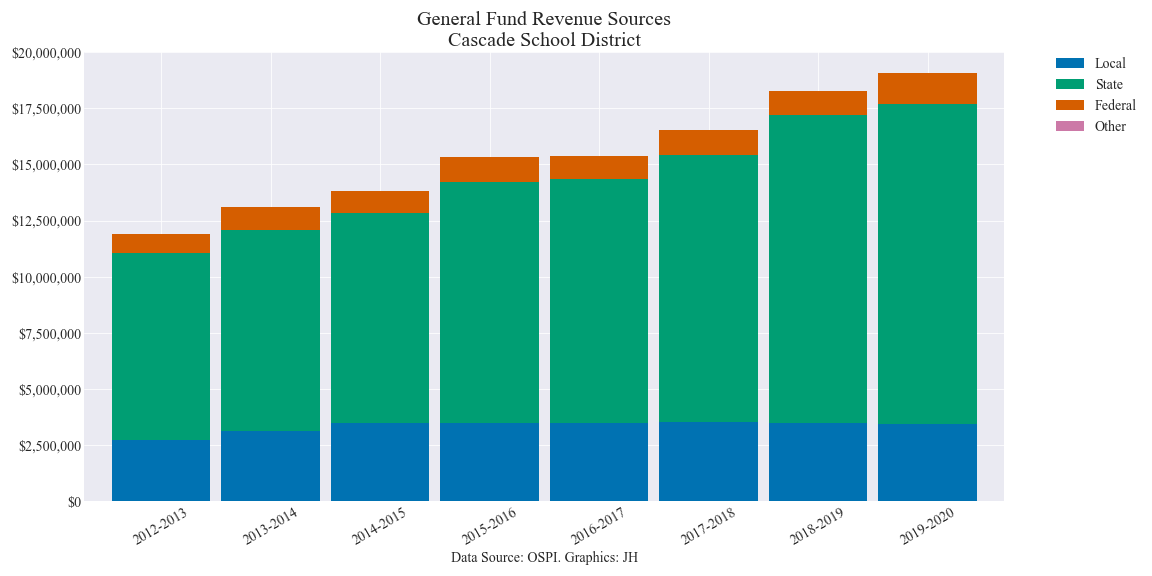 General Fund Revenue Sources
Cascade School District
$20,000,000
$17,500,000
$15,000,000
$12,500,000
$10,000,000
$7,500,000
$5,000,000
$2,500,000
$0
Local
State
Federal
Other
2012-2013
2013-2014
2014-2015
2015-2016
2016-2017
2017-2018
2018-2019
2019-2020
Data Source: OSPI. Graphics: JH